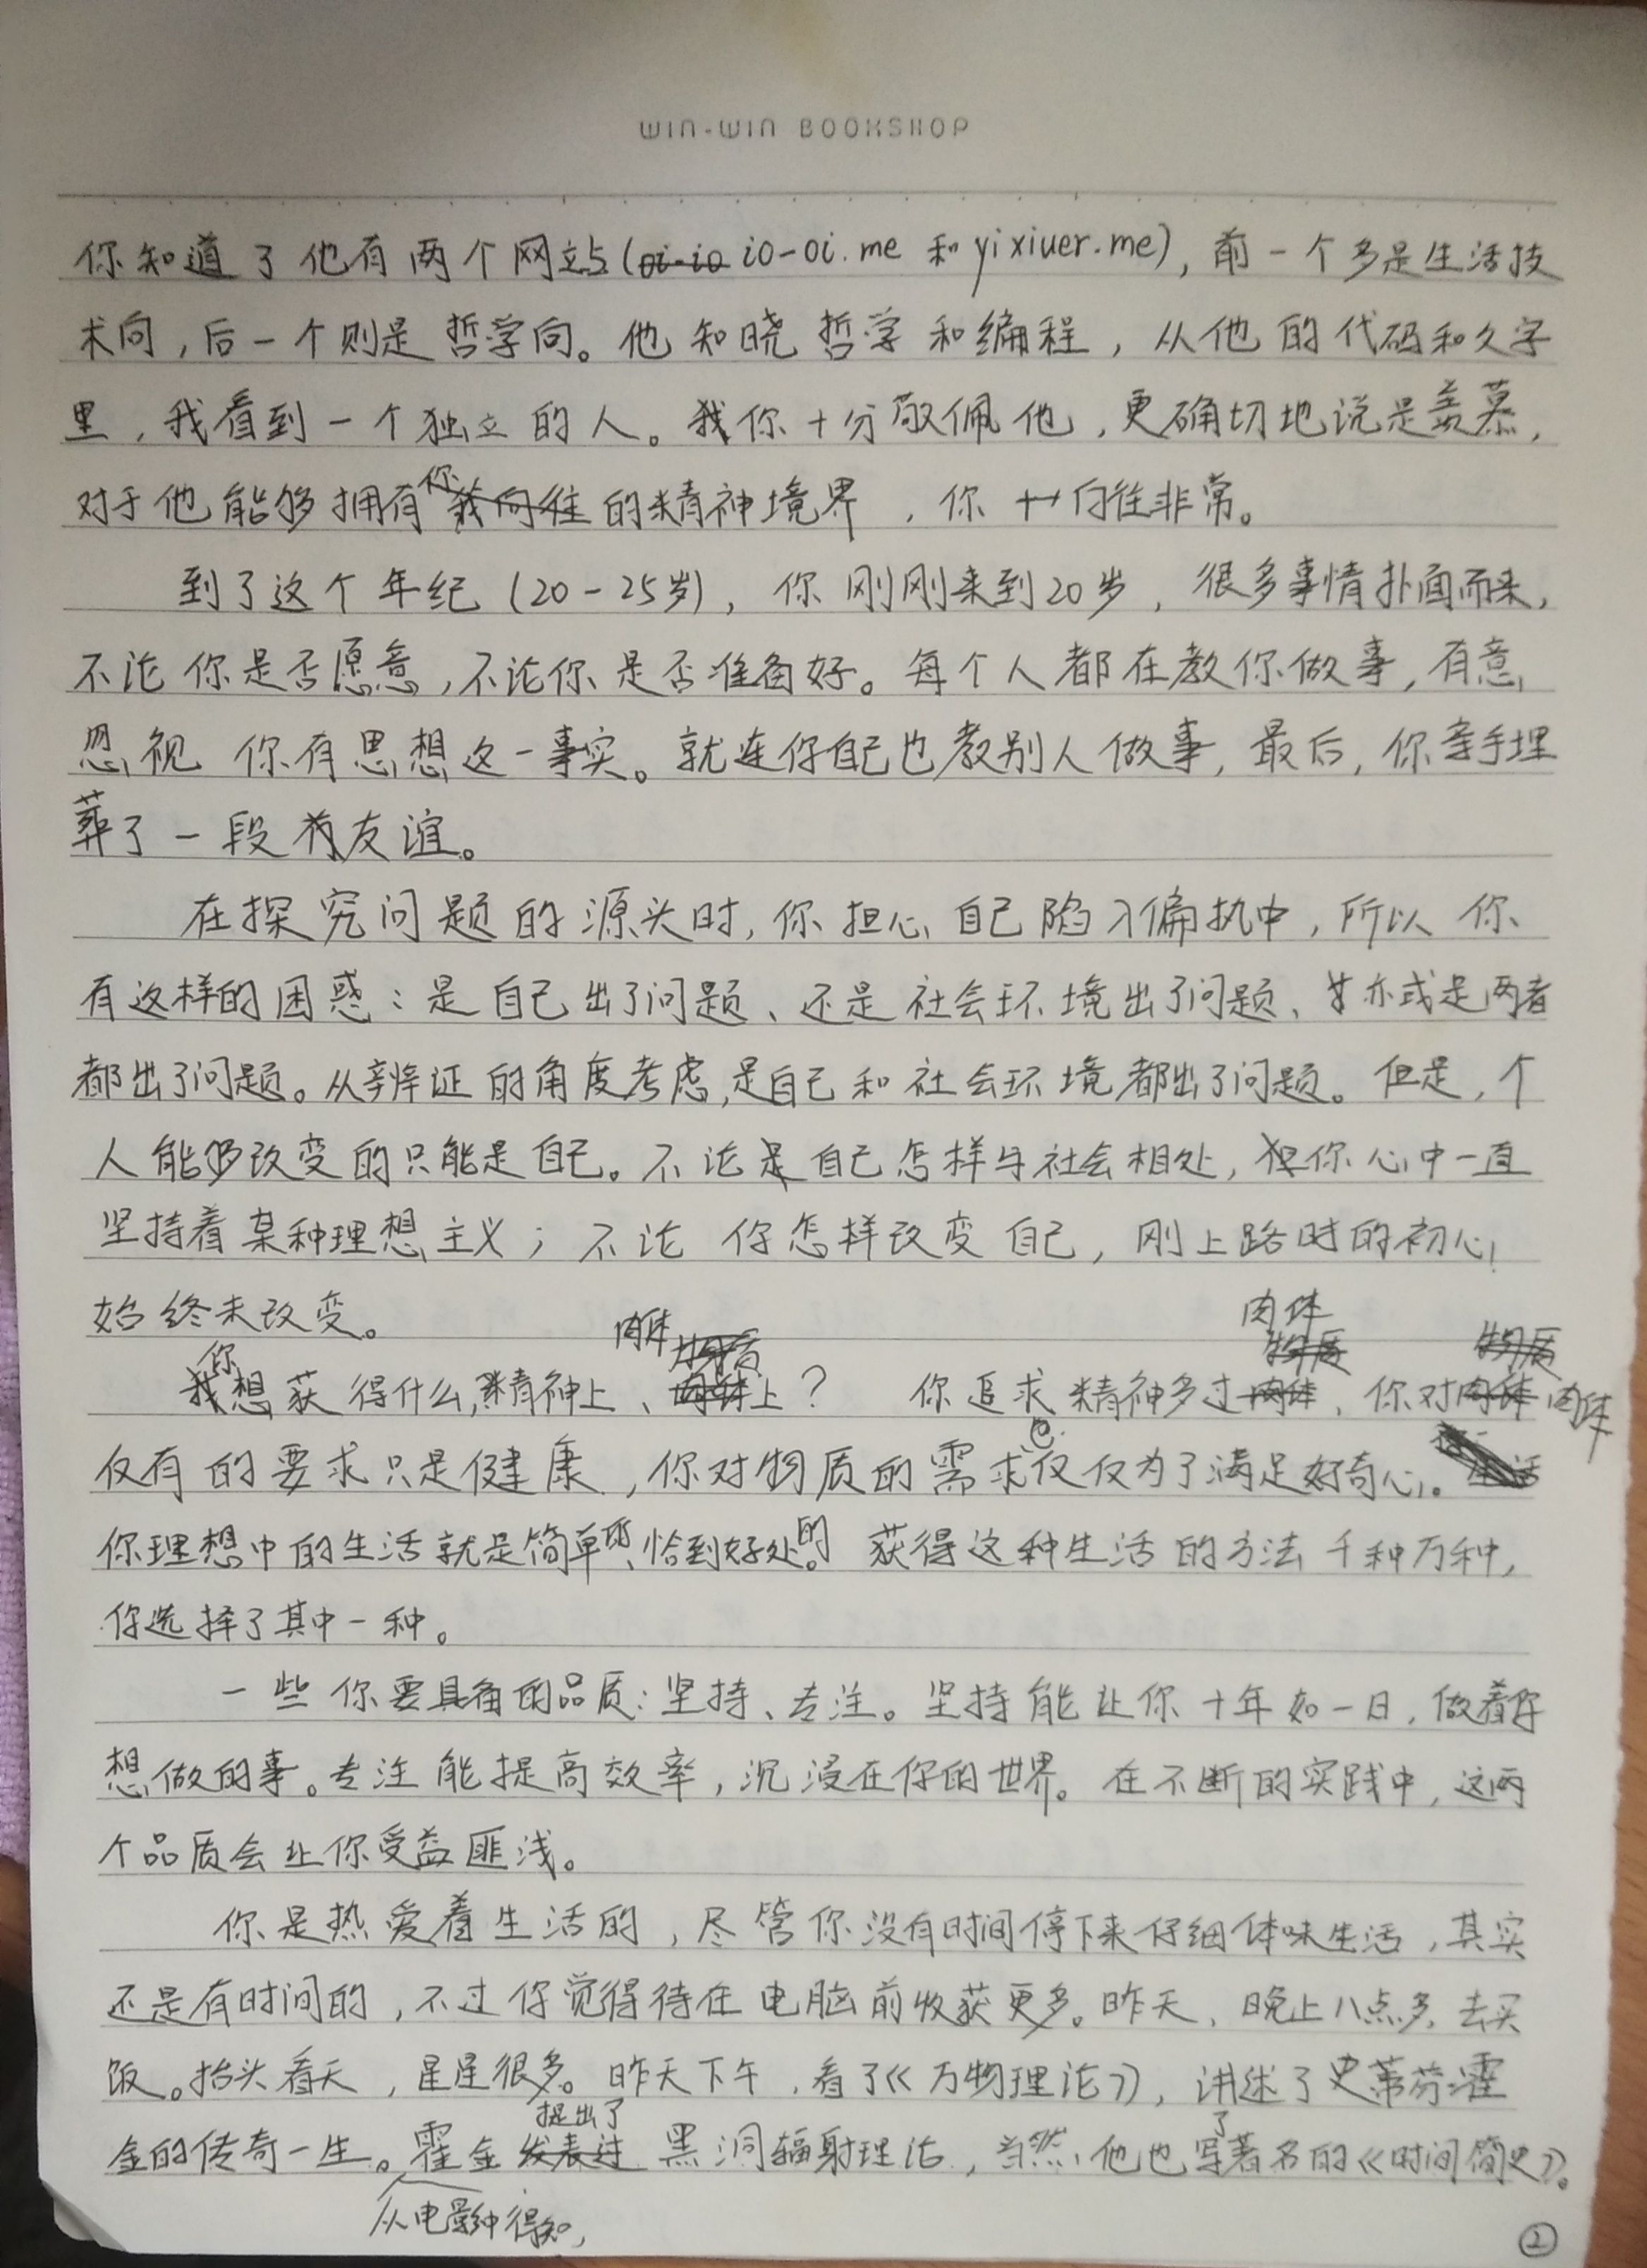 WIN-WIN BOOKSHOP
你知道了他有两个网站(oi-io io-oi.me 和 yixiuer.me), 前一个多是生活技
术向，后一个则是哲学向。他知晓哲学和编程，从他的代码和文字
里，我看到一个独立的人。我你十分敬佩他，更确切地说是羡慕，
对于他能够拥有你我向往的精神境界，你十向往非常。
到了这个年纪(20-25岁)，你刚刚来到20岁，很多事情扑面而来，
不论你是否愿意，不论你是否准备好。每个人都在教你做事，有意
忽视你有思想这一事实。就连你自己也教别人做事，最后，你亲手埋
葬了一段友谊。
在探究问题的源头时，你担心自己陷入偏执中，所以你
有这样的困惑：是自己出了问题、还是社会环境出了问题、亦或是两者
都出了问题。从辨证的角度考虑，是自己和社会环境都出了问题。但是，个
人能够改变的只能是自己。不论是自己怎样与社会相处，你心中一直
坚持着某种理想主义；不论你怎样改变自己，刚上路时的初心
始终未改变。
我你想获得什么，精神上、肉体上？ 你追求精神多过肉体，你对肉体
仅有的要求只是健康，你对物质的需求仅仅为了满足好奇心。
你理想中的生活就是简单的、恰到好处的。获得这种生活的方法千种万种，
你选择了其中一种。
一些你要具备的品质：坚持、专注。坚持能让你十年如一日，做着你
想做的事。专注能提高效率，沉浸在你的世界。在不断的实践中，这两
个品质会让你受益匪浅。
你是热爱着生活的，尽管你没有时间停下来仔细体味生活，其实
还是有时间的，不过你觉得待在电脑前收获更多。昨天，晚上八点多，去买
饭。抬头看天，星星很多。昨天下午，看了《万物理论》，讲述了史蒂芬·霍
金的传奇一生。从电影中得知，霍金发表过提出了黑洞辐射理论，当然，他也写了著名的《时间简史》。
②